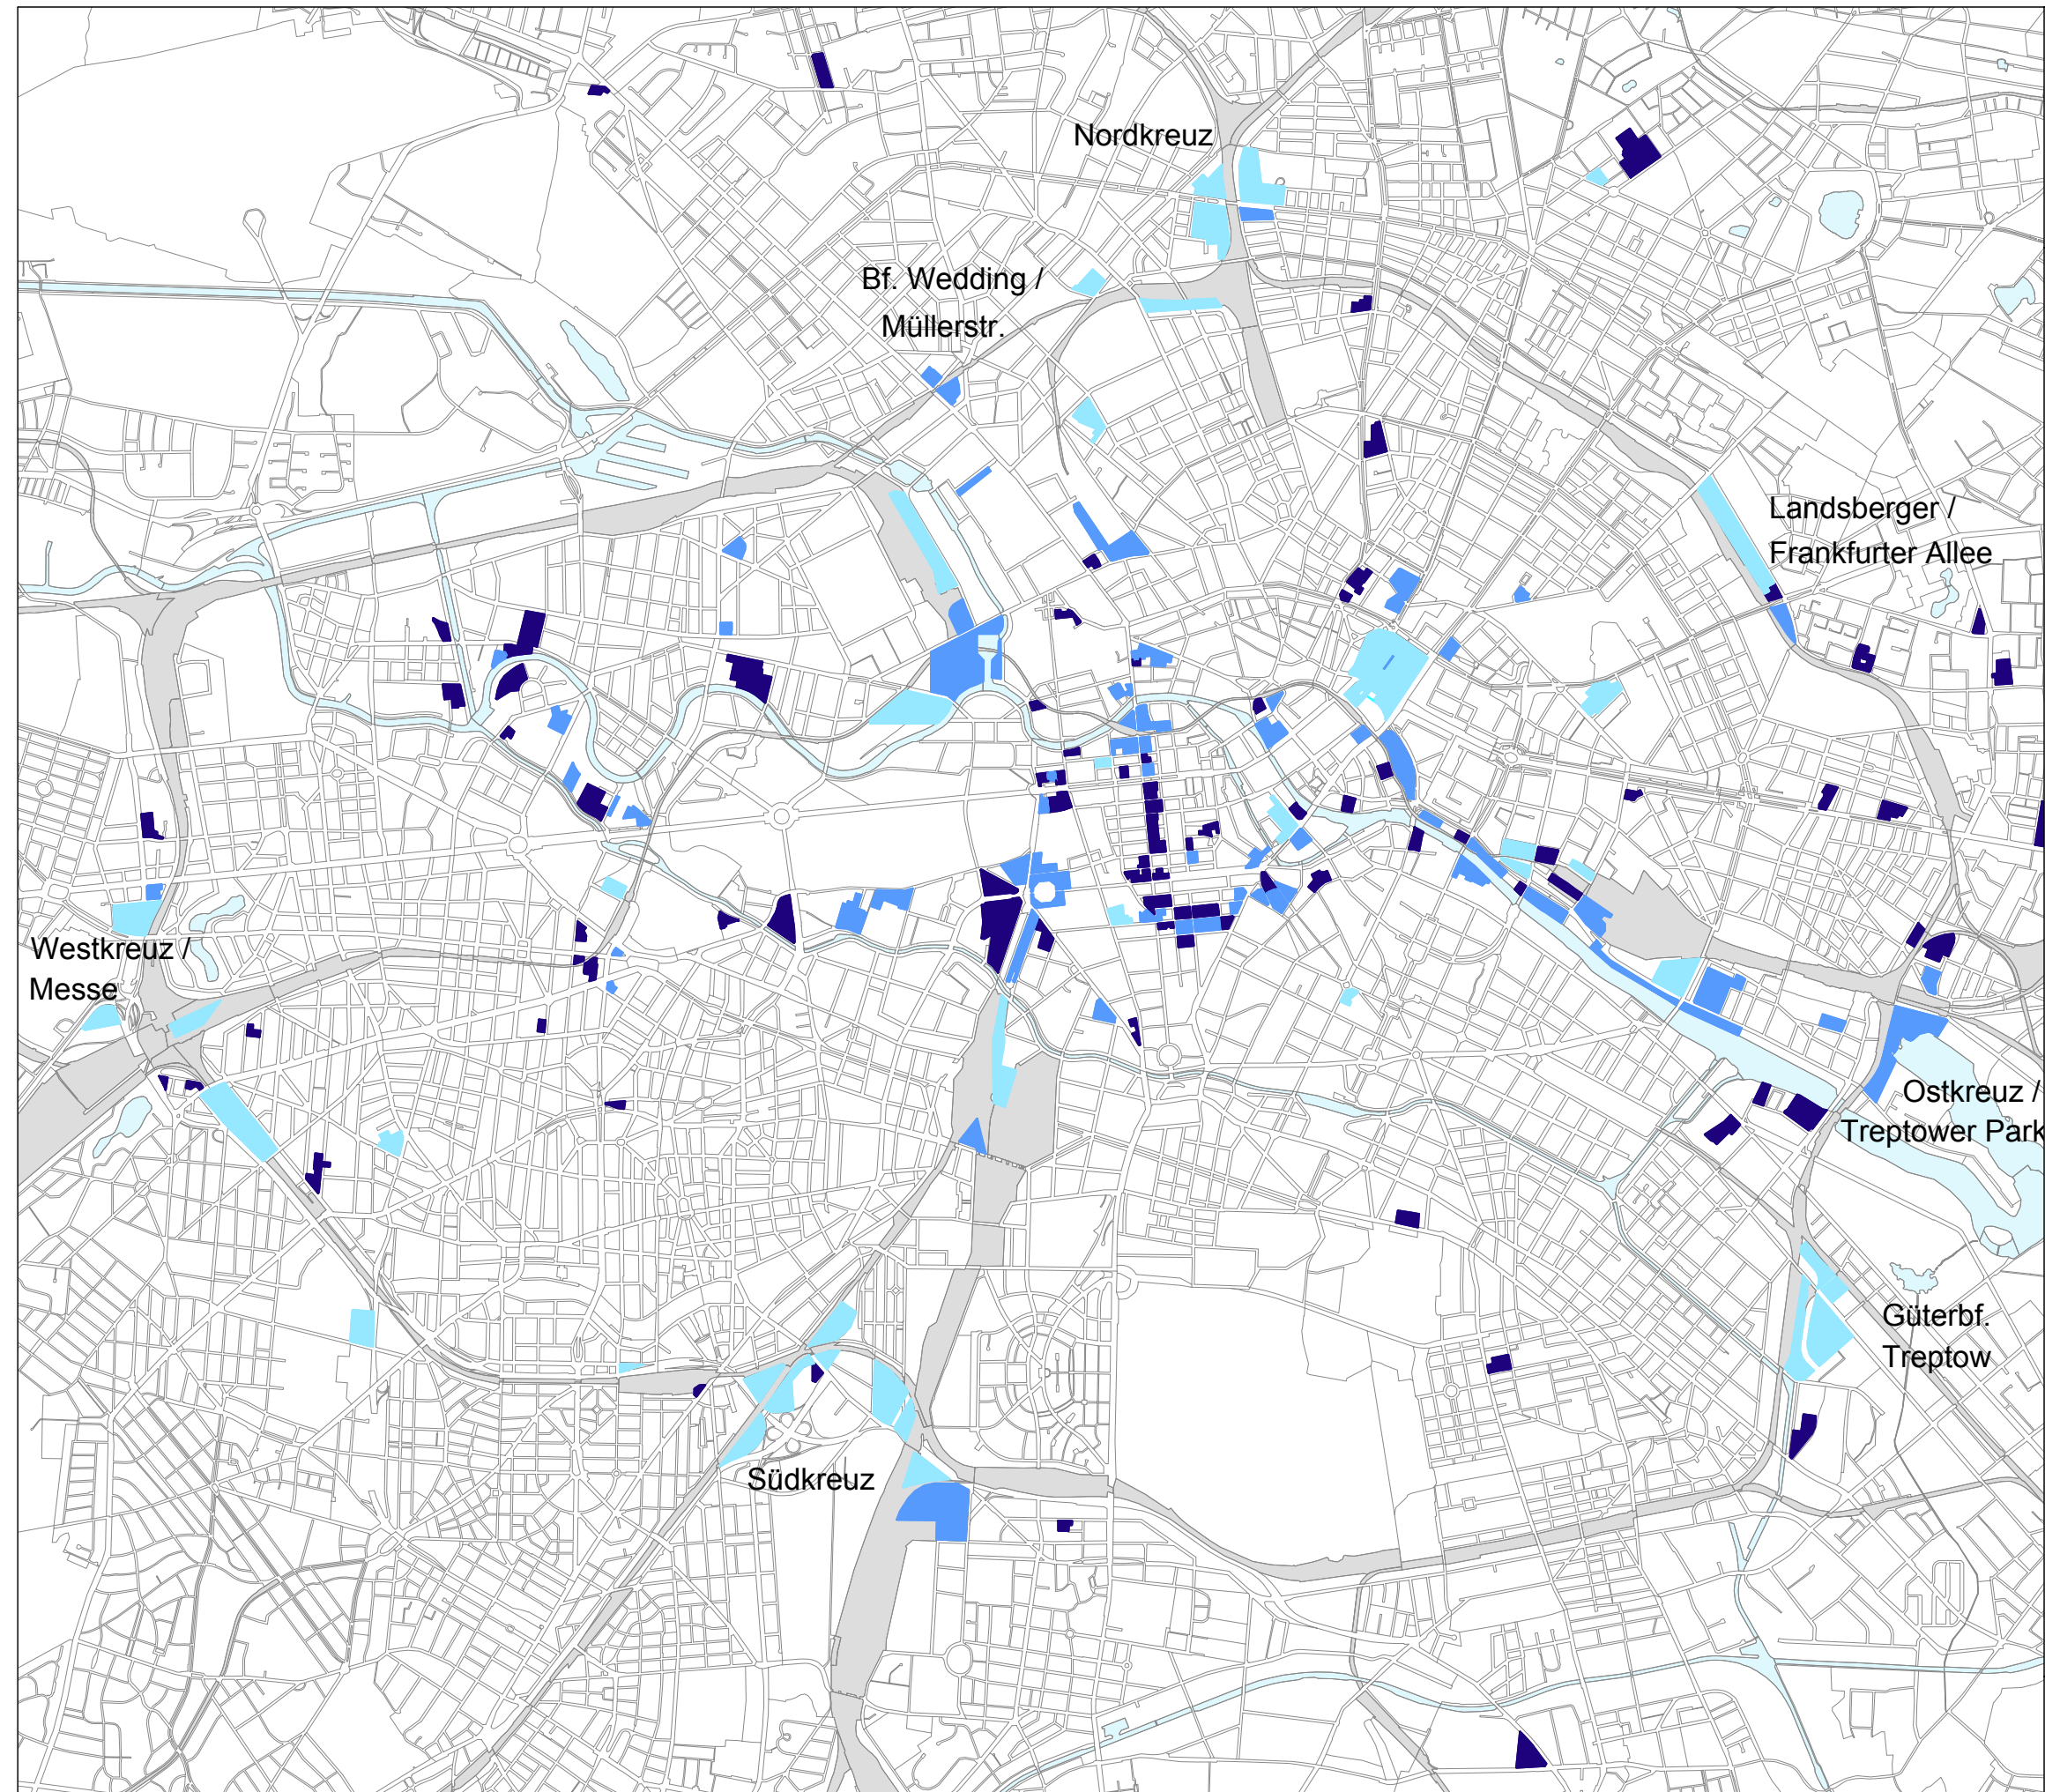 Nordkreuz
Bf. Wedding /
Müllerstr.
Landsberger /
Frankfurter Allee
Westkreuz /
Messe
Ostkreuz /
Treptower Park
Güterbf.
Treptow
Südkreuz